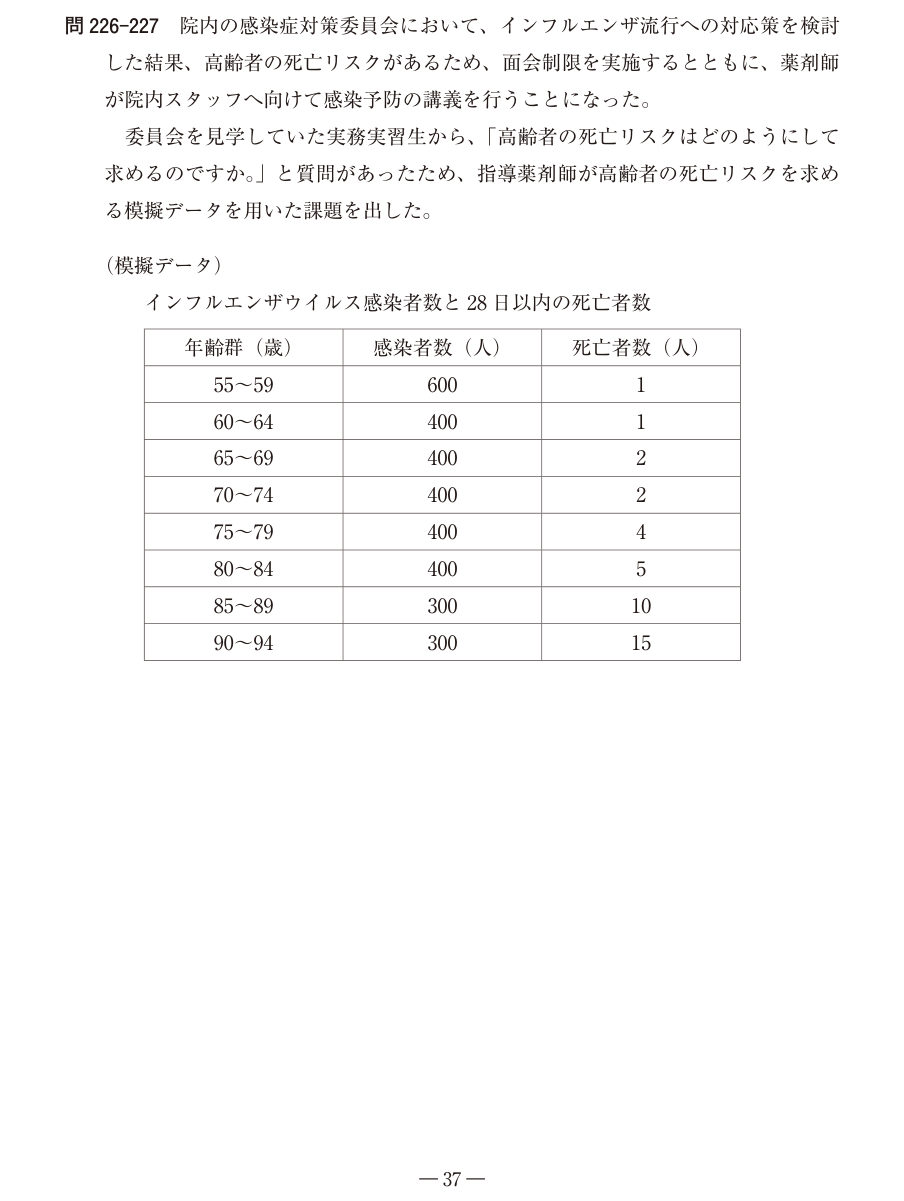 問 226−227　院内の感染症対策委員会において、インフルエンザ流行への対応策を検討
した結果、高齢者の死亡リスクがあるため、面会制限を実施するとともに、薬剤師
が院内スタッフへ向けて感染予防の講義を行うことになった。
委員会を見学していた実務実習生から、「高齢者の死亡リスクはどのようにして
求めるのですか。」と質問があったため、指導薬剤師が高齢者の死亡リスクを求め
る模擬データを用いた課題を出した。
（模擬データ）
インフルエンザウイルス感染者数と 28 日以内の死亡者数
年齢群（歳） 感染者数（人） 死亡者数（人）
55〜59 600 1
60〜64 400 1
65〜69 400 2
70〜74 400 2
75〜79 400 4
80〜84 400 5
85〜89 300 10
90〜94 300 15
― 37 ―